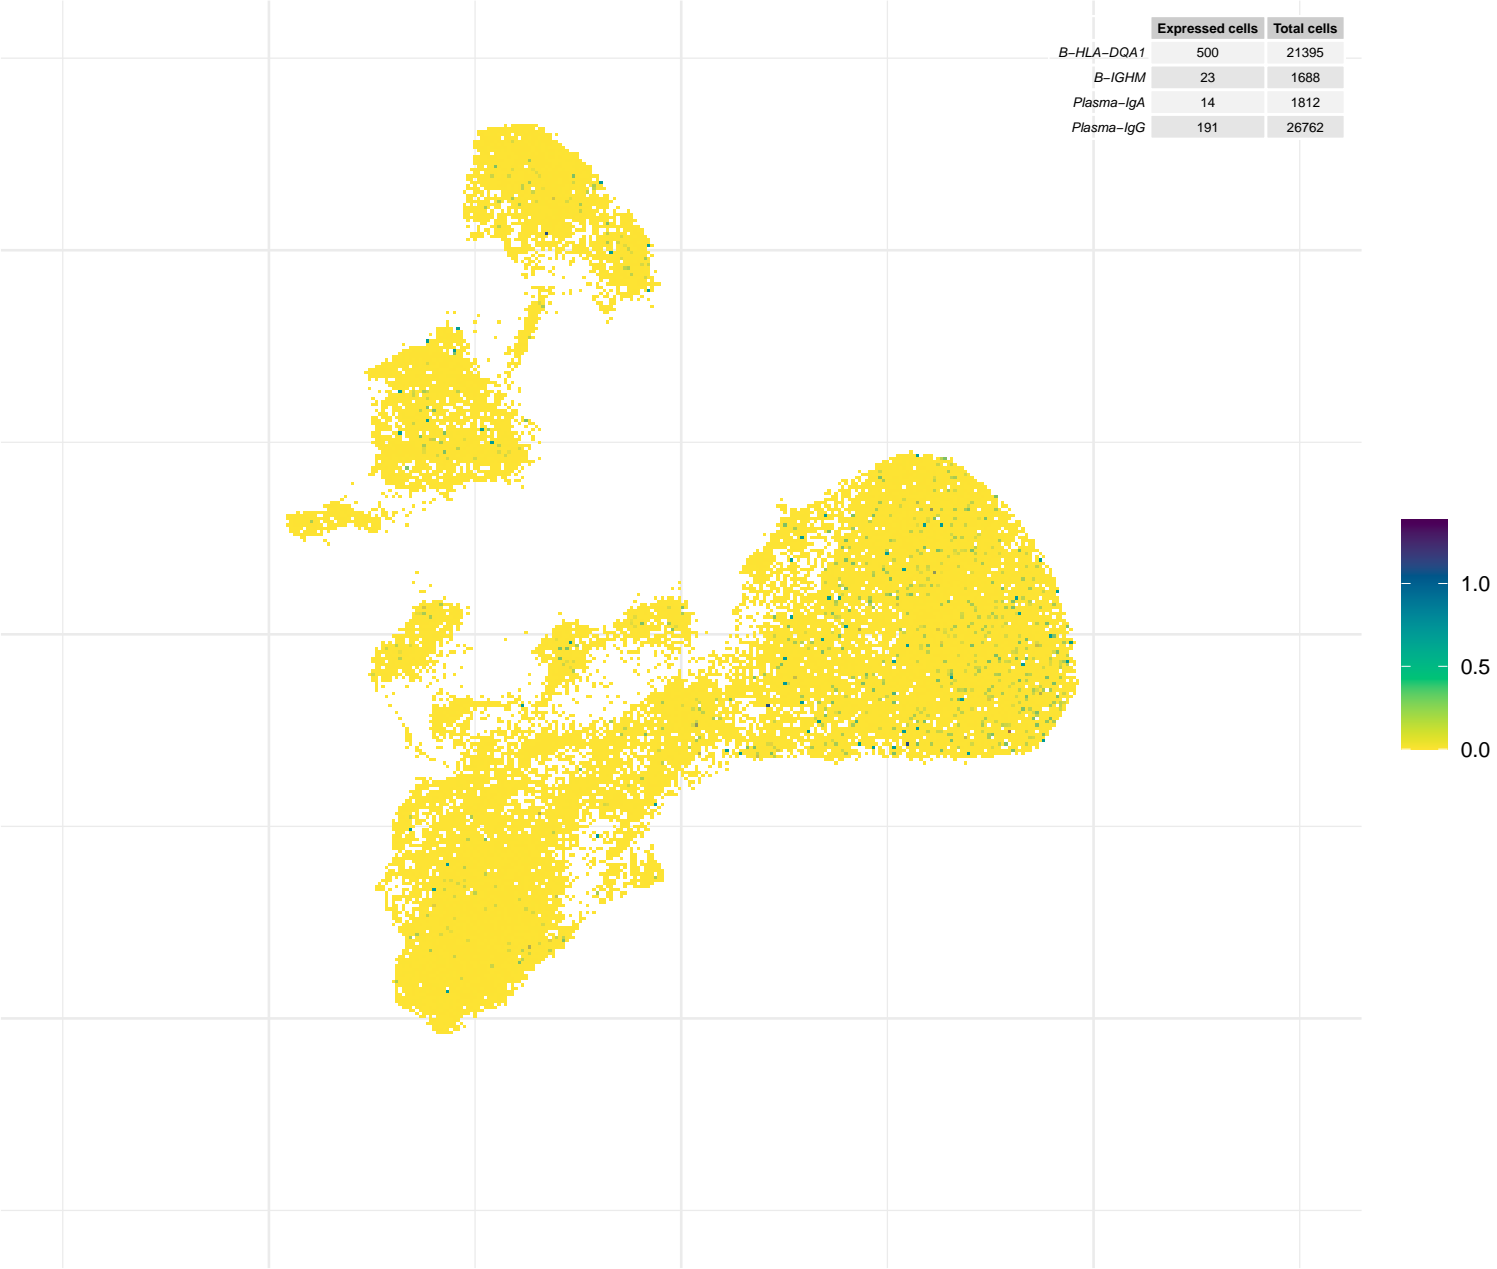 Expressed cells Total cells
B−HLA−DQA1 500 21395
B−IGHM 23 1688
Plasma−IgA 14 1812
Plasma−IgG 191 26762
1.0
0.5
0.0